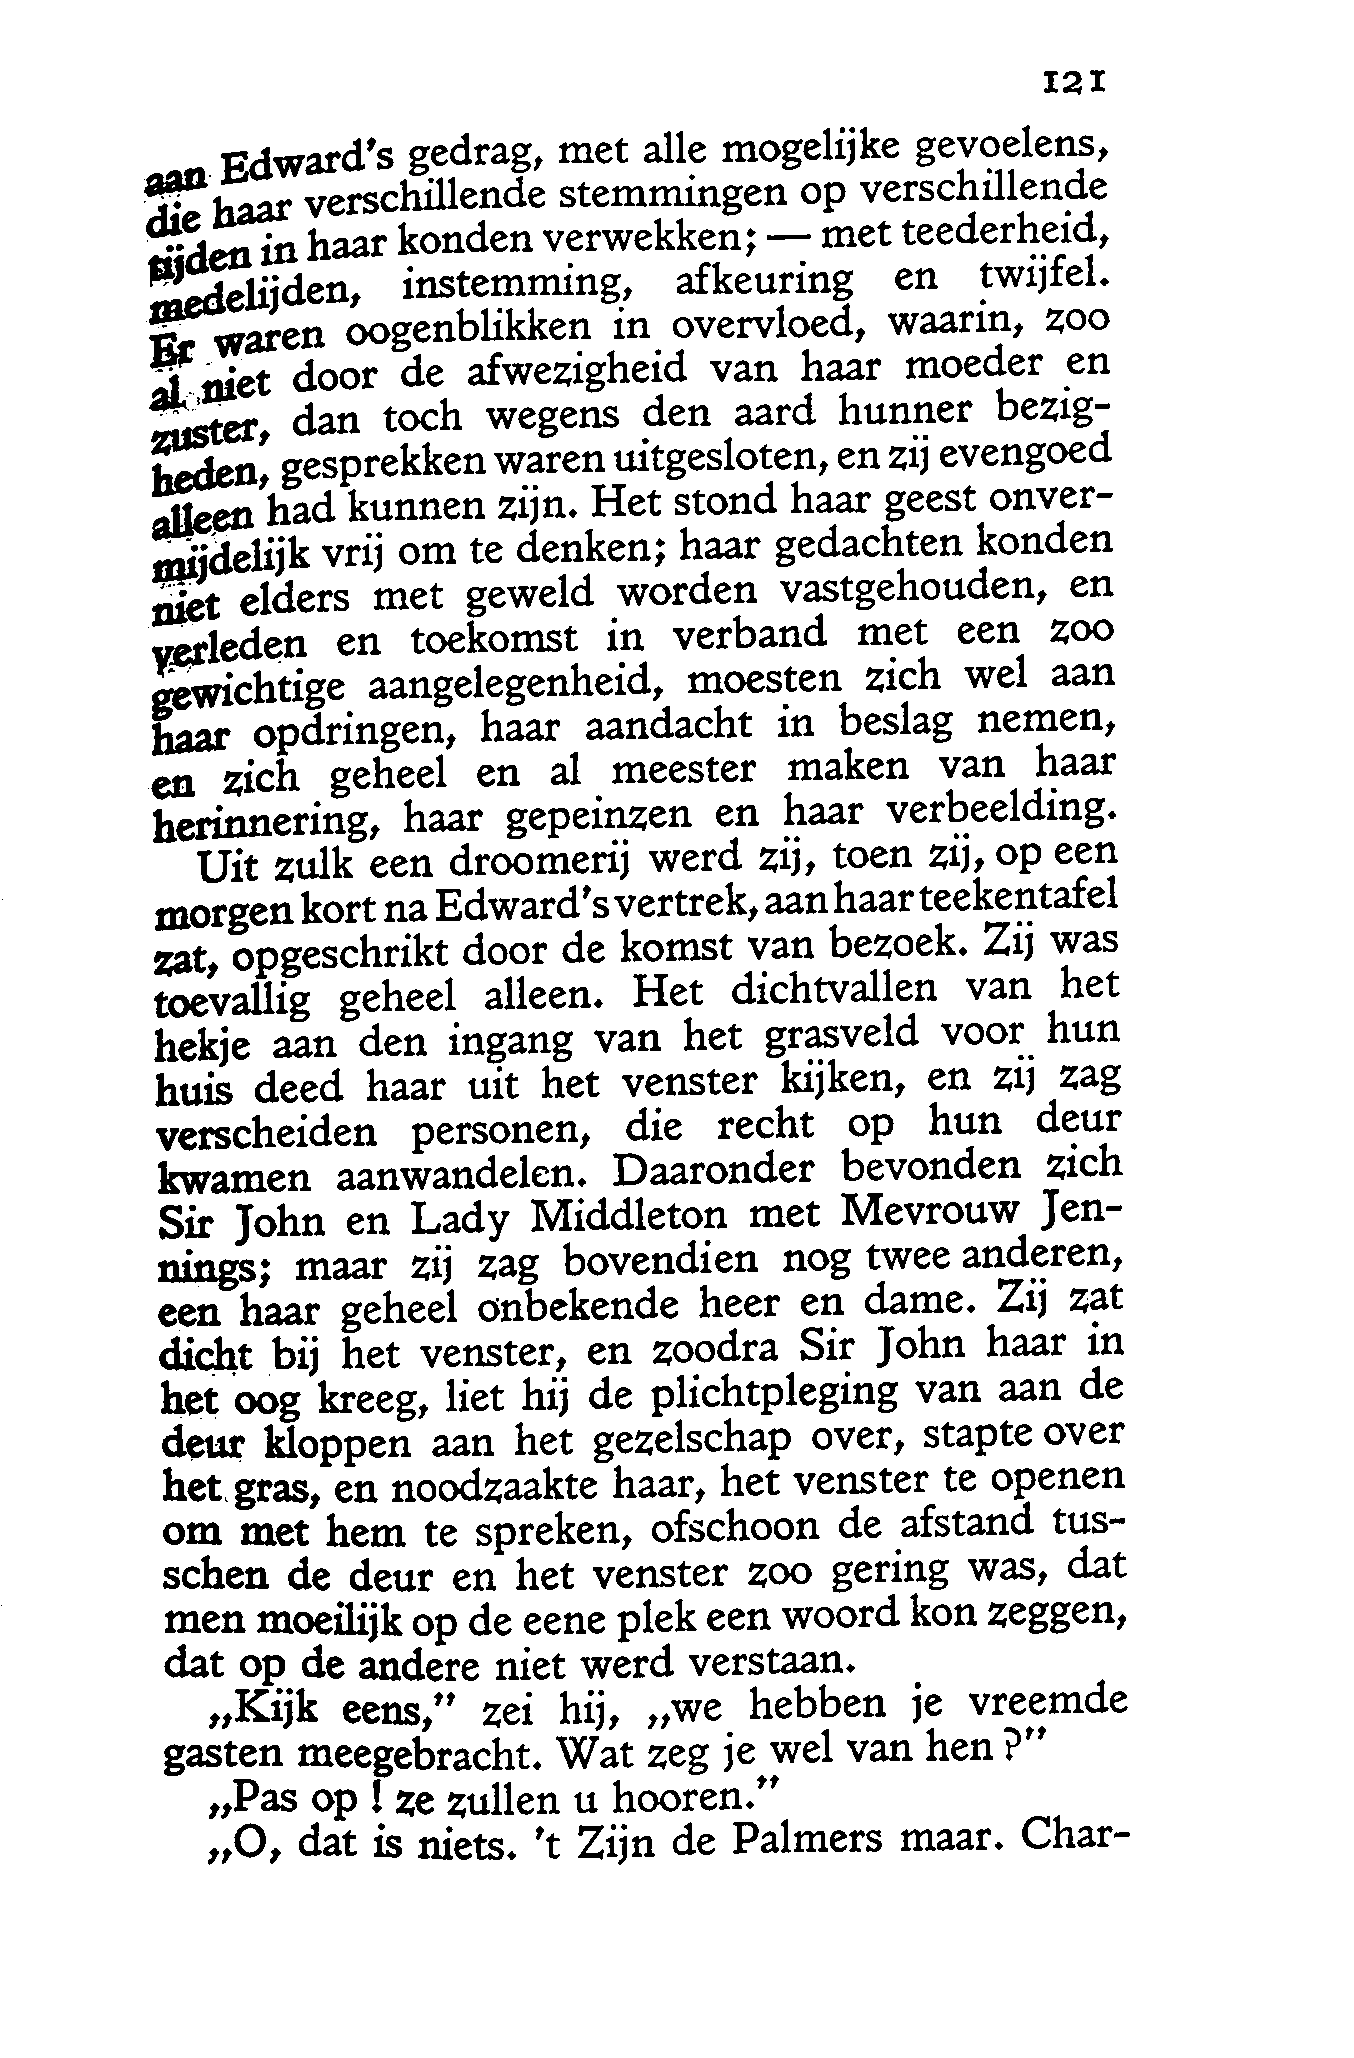 121
aan Edward's gedrag, met alle mogelijke gevoelens,
die haar verschillende stemmingen op verschillende
tijden in haar konden verwekken; — met teederheid,
medelijden, instemming, afkeuring en twijfel.
Er waren oogenblikken in overvloed, waarin, zoo
al niet door de afwezigheid van haar moeder en
zuster, dan toch wegens den aard hunner bezig-
heden, gesprekken waren uitgesloten, en zij evengoed
alleen had kunnen zijn. Het stond haar geest onver-
mijdelijk vrij om te denken; haar gedachten konden
niet elders met geweld worden vastgehouden, en
verleden en toekomst in verband met een zoo
gewichtige aangelegenheid, moesten zich wel aan
haar opdringen, haar aandacht in beslag nemen,
en zich geheel en al meester maken van haar
herinnering, haar gepeinzen en haar verbeelding.
Uit zulk een droomerij werd zij, toen zij, op een
morgen kort na Edward's vertrek, aan haar teekentafel
zat, opgeschrikt door de komst van bezoek. Zij was
toevallig geheel alleen. Het dichtvallen van het
hekje aan den ingang van het grasveld voor hun
huis deed haar uit het venster kijken, en zij zag
verscheiden personen, die recht op hun deur
kwamen aanwandelen. Daaronder bevonden zich
Sir John en Lady Middleton met Mevrouw Jen-
nings; maar zij zag bovendien nog twee anderen,
een haar geheel onbekende heer en dame. Zij zat
dicht bij het venster, en zoodra Sir John haar in
het oog kreeg, liet hij de plichtpleging van aan de
deur kloppen aan het gezelschap over, stapte over
het gras, en noodzaakte haar, het venster te openen
om met hem te spreken, ofschoon de afstand tus-
schen de deur en het venster zoo gering was, dat
men moeilijk op de eene plek een woord kon zeggen,
dat op de andere niet werd verstaan.
„Kijk eens,” zei hij, „we hebben je vreemde
gasten meegebracht. Wat zeg je wel van hen?”
„Pas op! ze zullen u hooren.”
„O, dat is niets. 't Zijn de Palmers maar. Char-